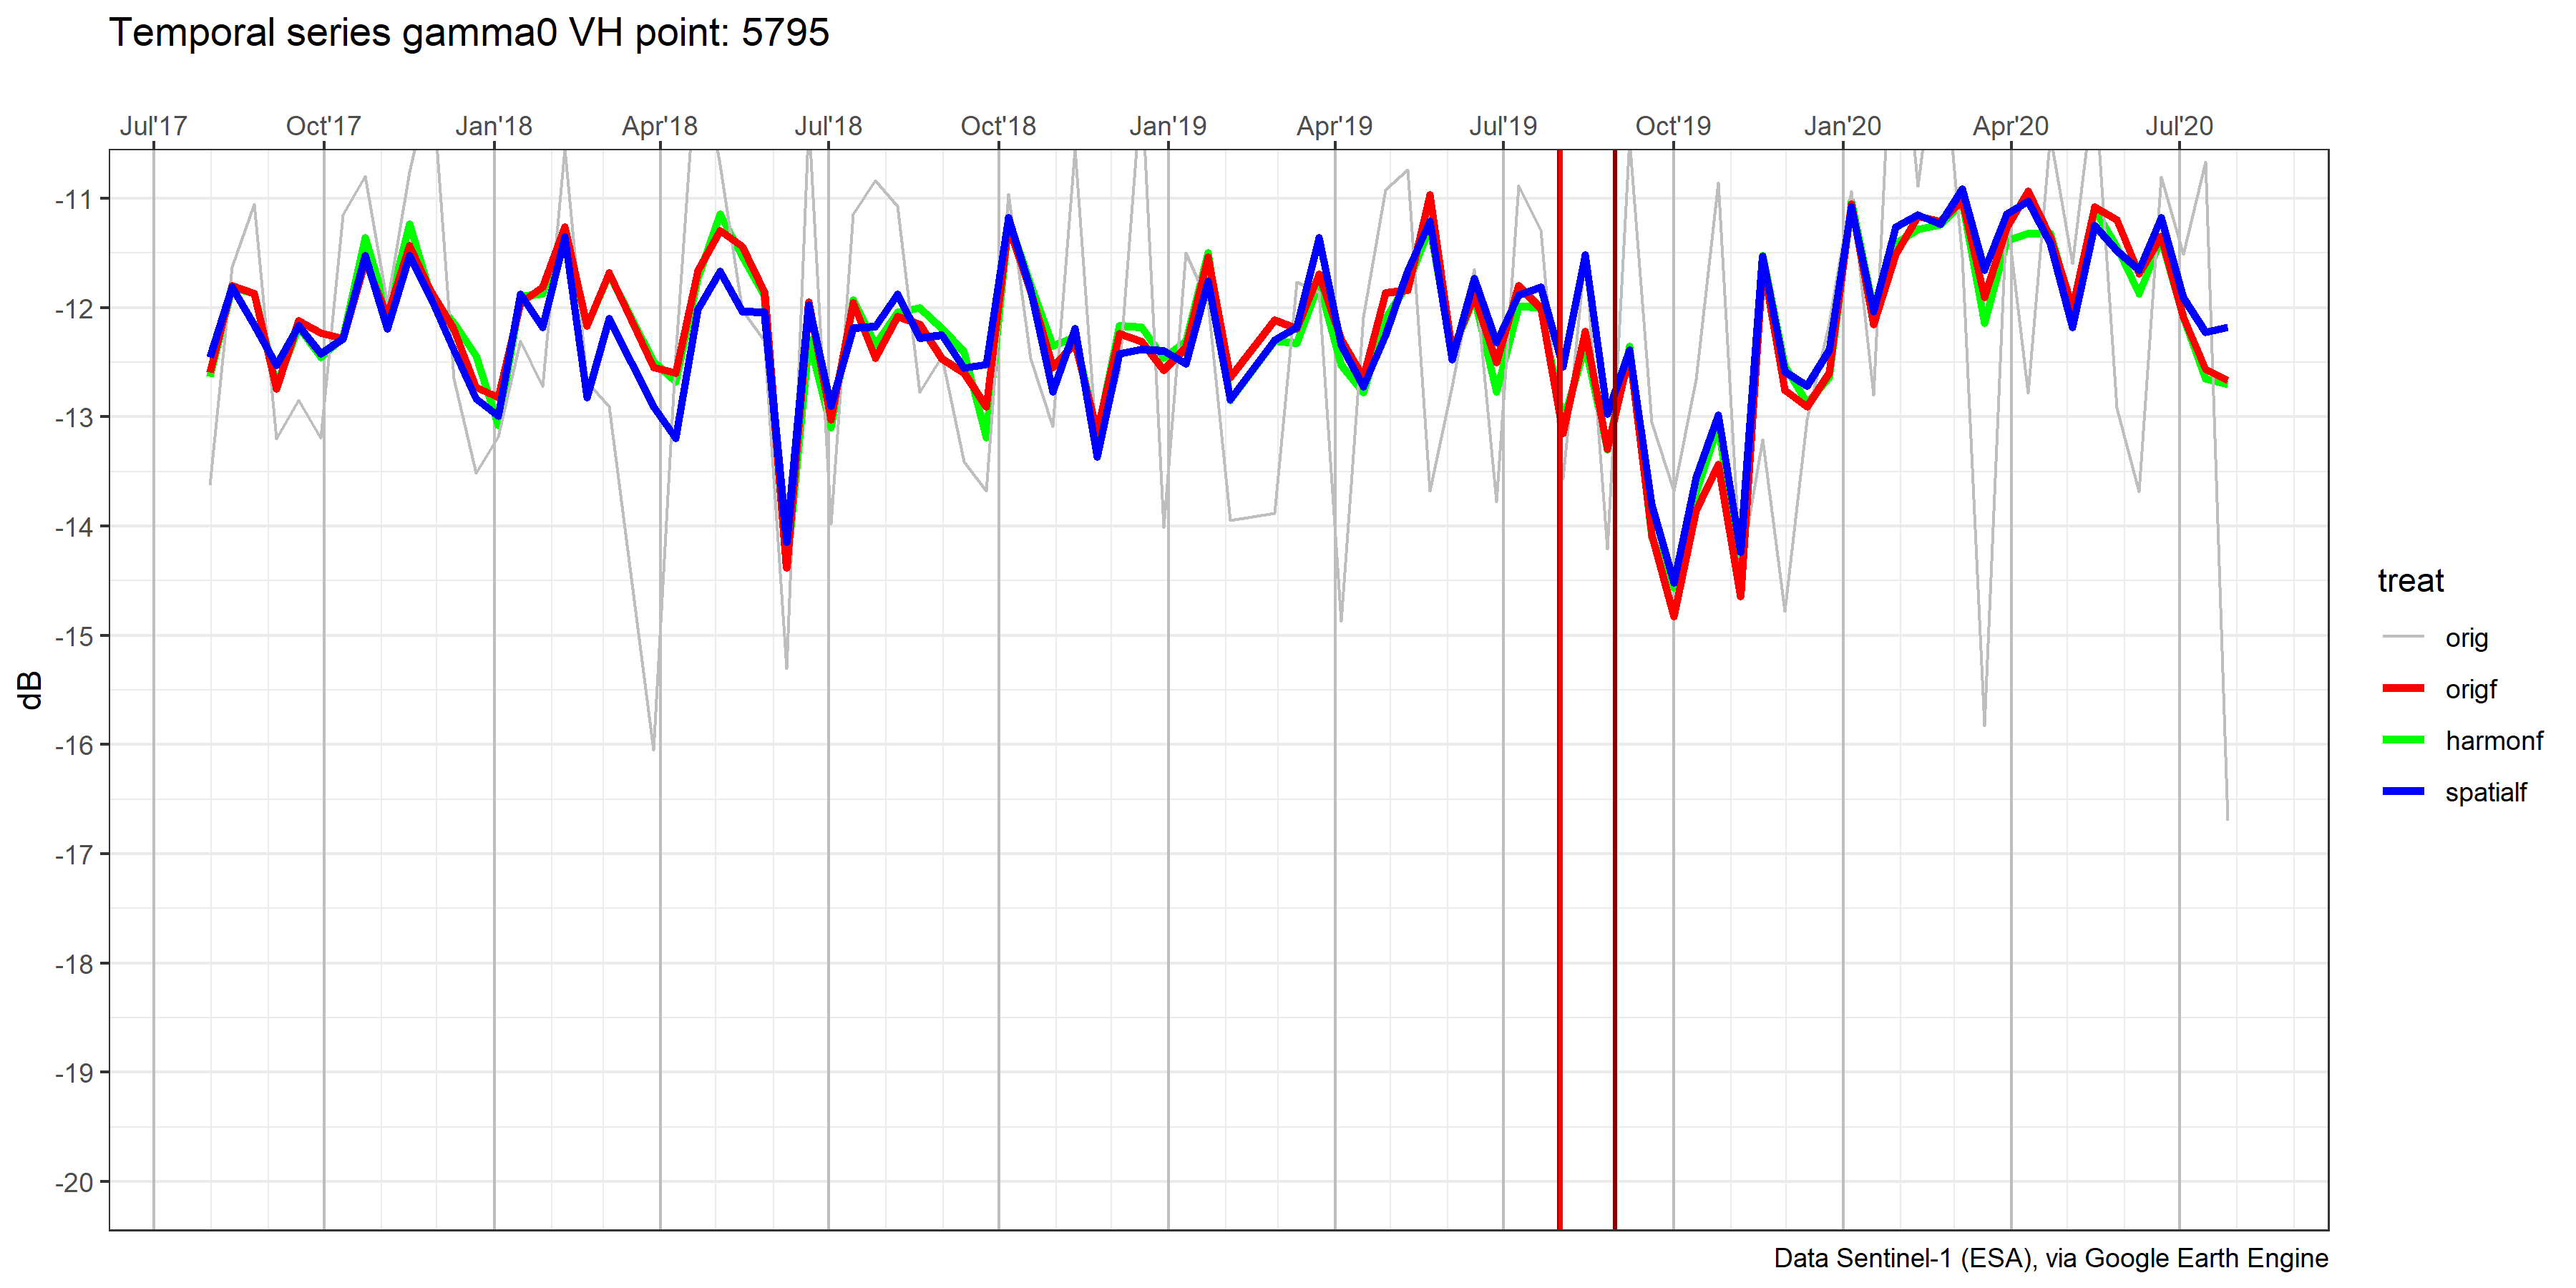 Temporal series gamma0 VH point: 5795
Jul'17 Oct'17 Jan'18 Apr'18 Jul'18 Oct'18 Jan'19 Apr'19 Jul'19 Oct'19 Jan'20 Apr'20 Jul'20
-11
-12
-13
-14
-15
-16
-17
-18
-19
-20
dB
treat
orig
origf
harmonf
spatialf
Data Sentinel-1 (ESA), via Google Earth Engine